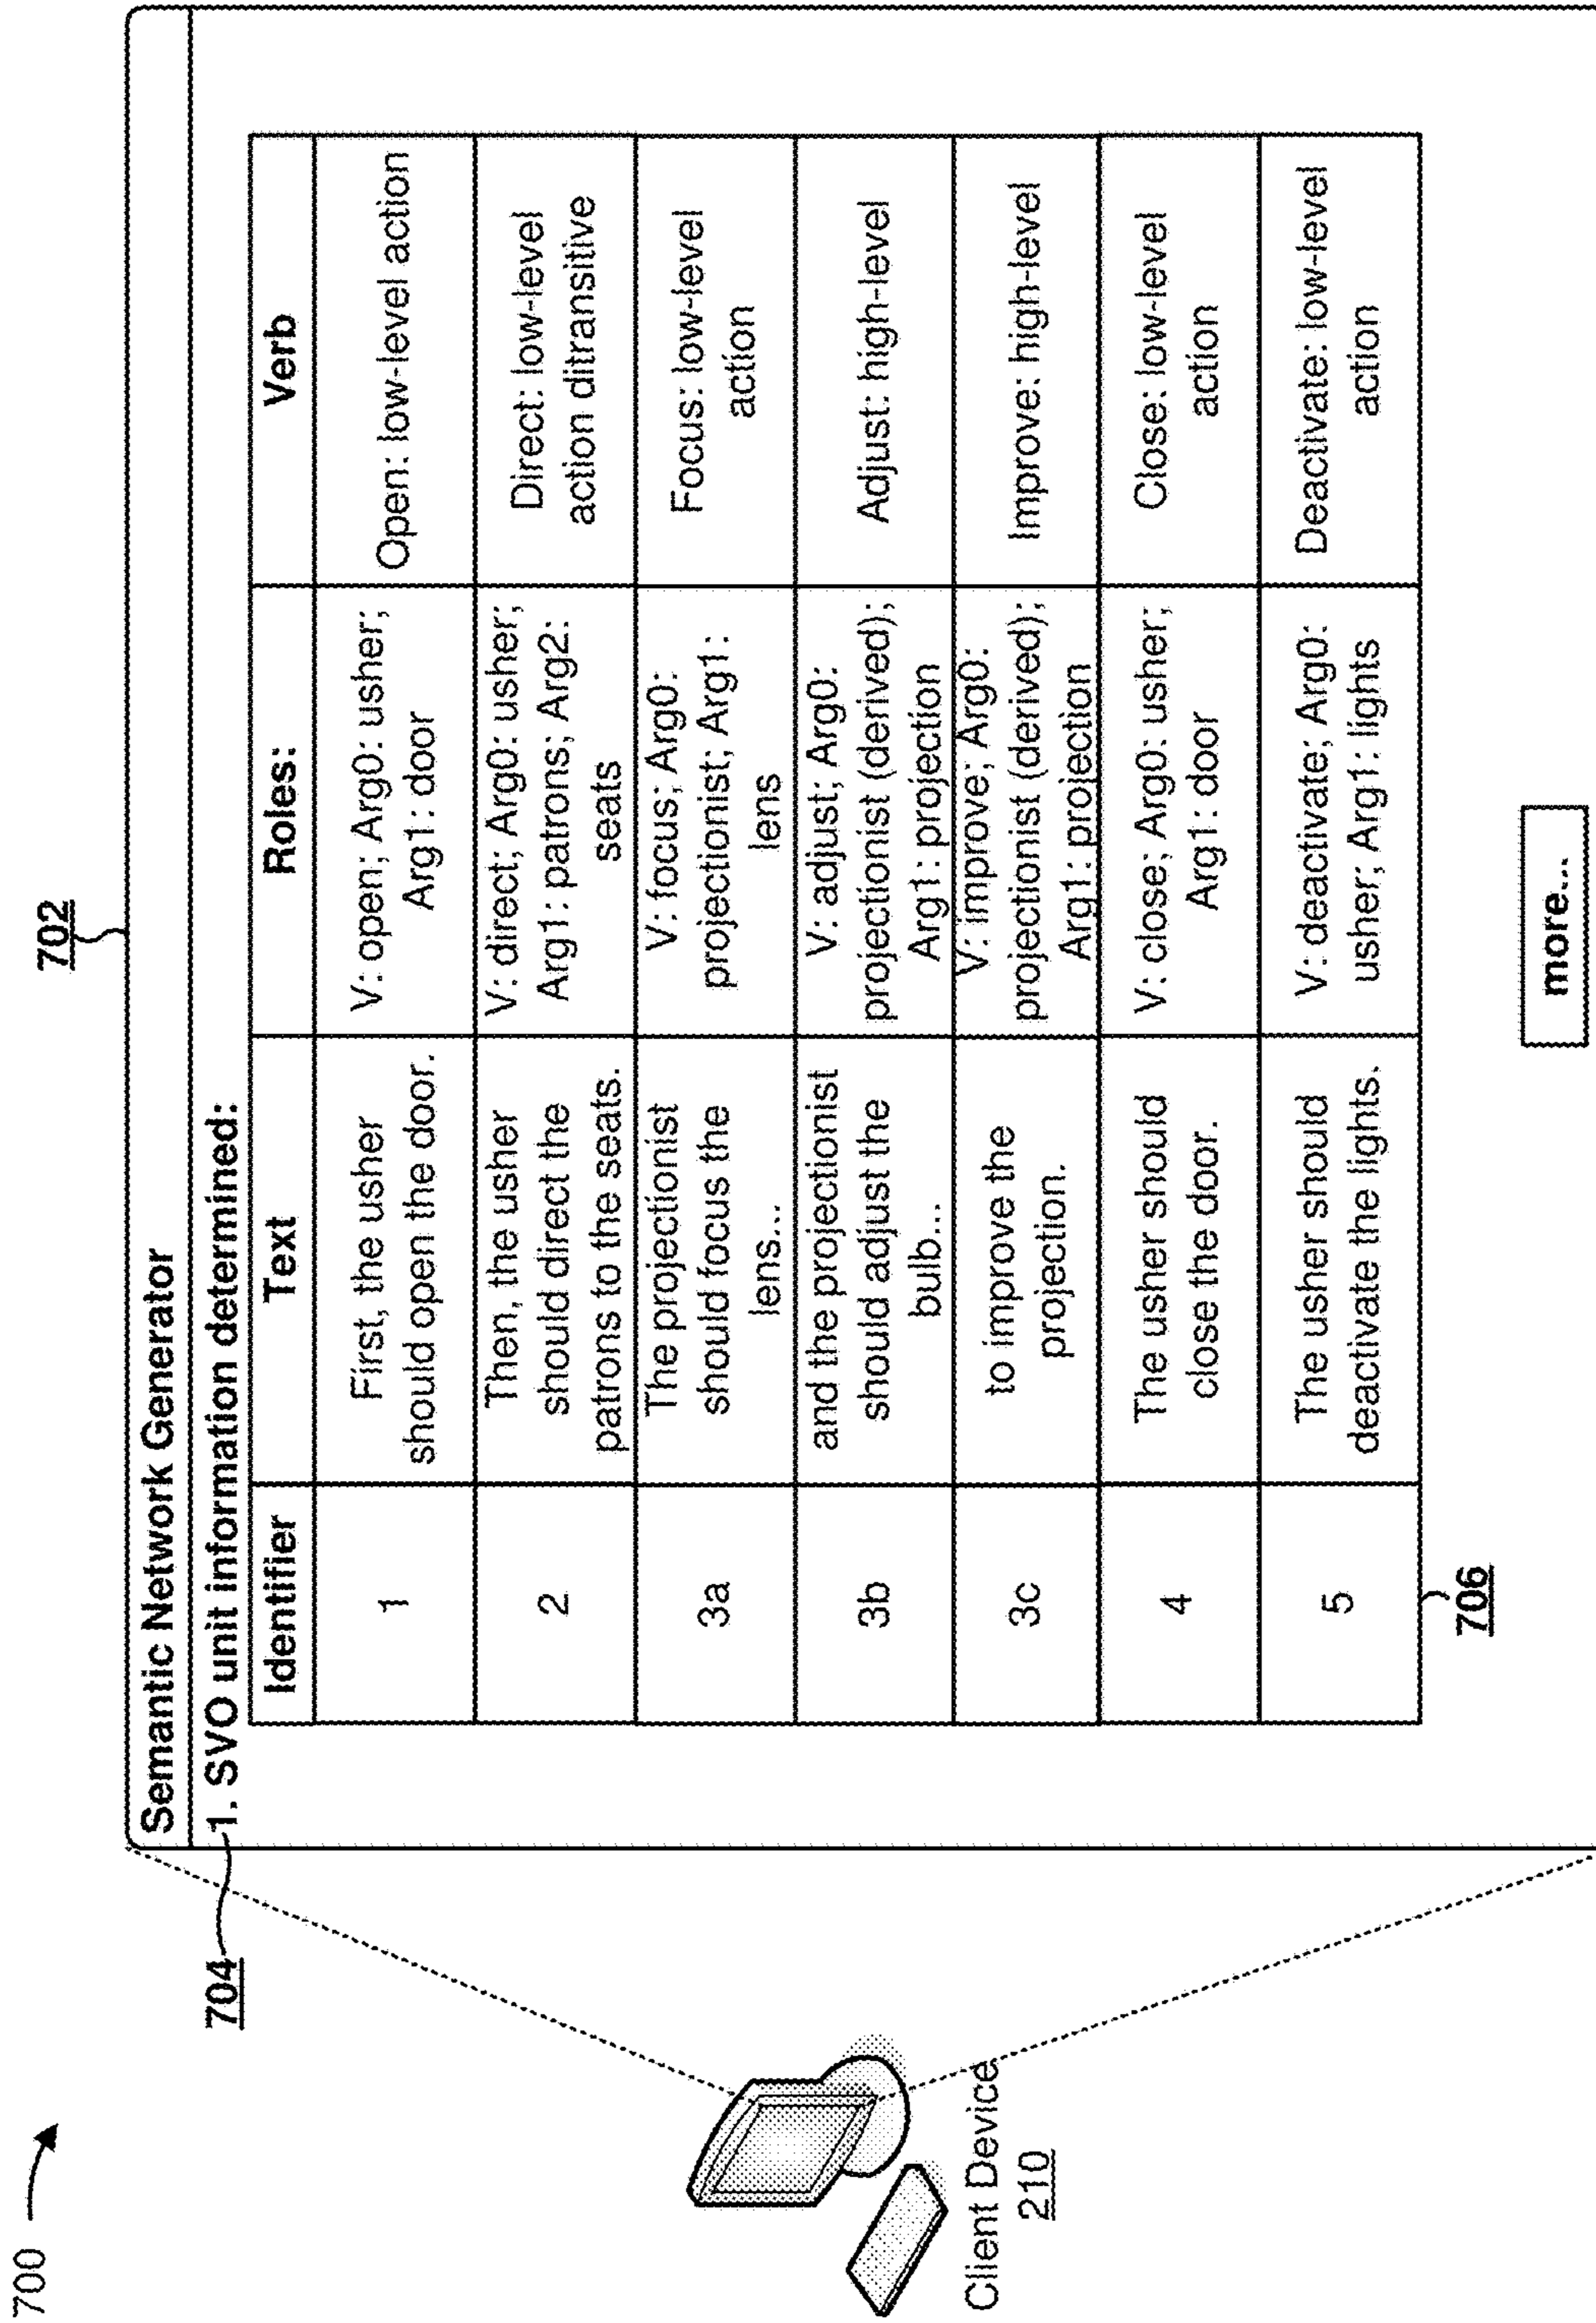 700
702
Semantic Network Generator
704
1. SVO unit information determined:
Identifier
Text
Roles:
Verb
1
First, the usher
should open the door.
V: open; Arg0: usher;
Arg1: door
Open: low-level action
2
Then, the usher
should direct the
patrons to the seats.
V: direct; Arg0: usher;
Arg1: patrons; Arg2:
seats
Direct: low-level
action ditransitive
3a
The projectionist
should focus the
lens...
V: focus; Arg0:
projectionist; Arg1:
lens
Focus: low-level
action
3b
and the projectionist
should adjust the
bulb...
V: adjust; Arg0:
projectionist (derived);
Arg1: projection
Adjust: high-level
3c
to improve the
projection.
V: improve; Arg0:
projectionist (derived);
Arg1: projection
Improve: high-level
4
The usher should
close the door.
V: close; Arg0: usher;
Arg1: door
Close: low-level
action
5
The usher should
deactivate the lights.
V: deactivate; Arg0:
usher; Arg1: lights
Deactivate: low-level
action
706
more...
Client Device
210